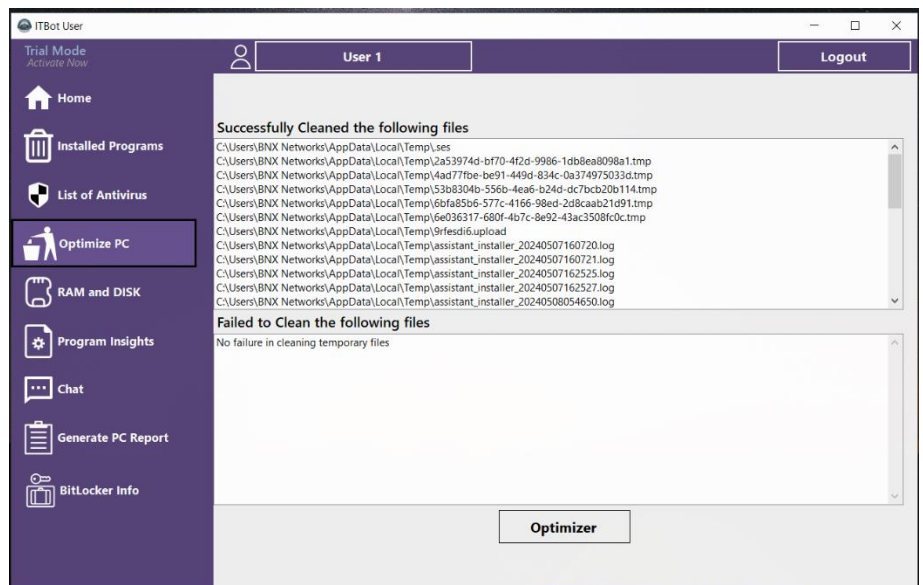 ITBot User
Trial Mode
Activate Now
User 1
Logout
Home
Installed Programs
List of Antivirus
Optimize PC
RAM and DISK
Program Insights
Chat
Generate PC Report
BitLocker Info
Successfully Cleaned the following files
C:\Users\BNX Networks\AppData\Local\Temp\.ses
C:\Users\BNX Networks\AppData\Local\Temp\2a53974d-bf70-4f2d-9986-1db8ea8098a1.tmp
C:\Users\BNX Networks\AppData\Local\Temp\4ad77fbe-be91-449d-834c-0a374975033d.tmp
C:\Users\BNX Networks\AppData\Local\Temp\53b8304b-556b-4ea6-b24d-dc7bcb20b114.tmp
C:\Users\BNX Networks\AppData\Local\Temp\6bfa85b6-577c-4166-98ed-2d8caab21d91.tmp
C:\Users\BNX Networks\AppData\Local\Temp\6e036317-680f-4b7c-8e92-43ac3508fc0c.tmp
C:\Users\BNX Networks\AppData\Local\Temp\9rfesdi6.upload
C:\Users\BNX Networks\AppData\Local\Temp\assistant_installer_20240507160720.log
C:\Users\BNX Networks\AppData\Local\Temp\assistant_installer_20240507160721.log
C:\Users\BNX Networks\AppData\Local\Temp\assistant_installer_20240507162525.log
C:\Users\BNX Networks\AppData\Local\Temp\assistant_installer_20240507162527.log
C:\Users\BNX Networks\AppData\Local\Temp\assistant_installer_20240508054650.log
Failed to Clean the following files
No failure in cleaning temporary files
Optimizer